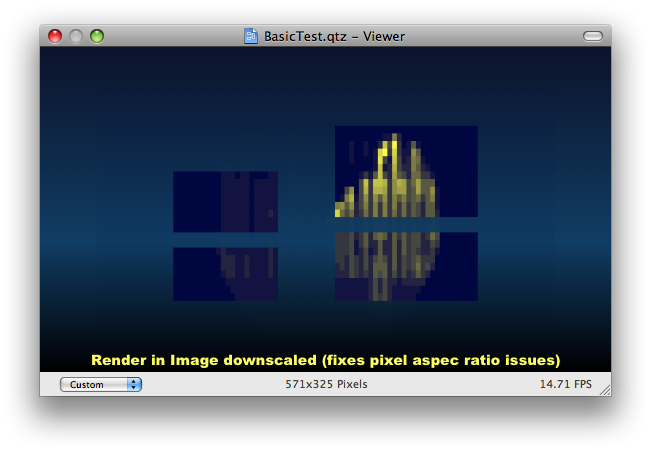 BasicTest.qtz – Viewer
Render in Image downscaled (fixes pixel aspec ratio issues)
Custom
571x325 Pixels
14.71 FPS